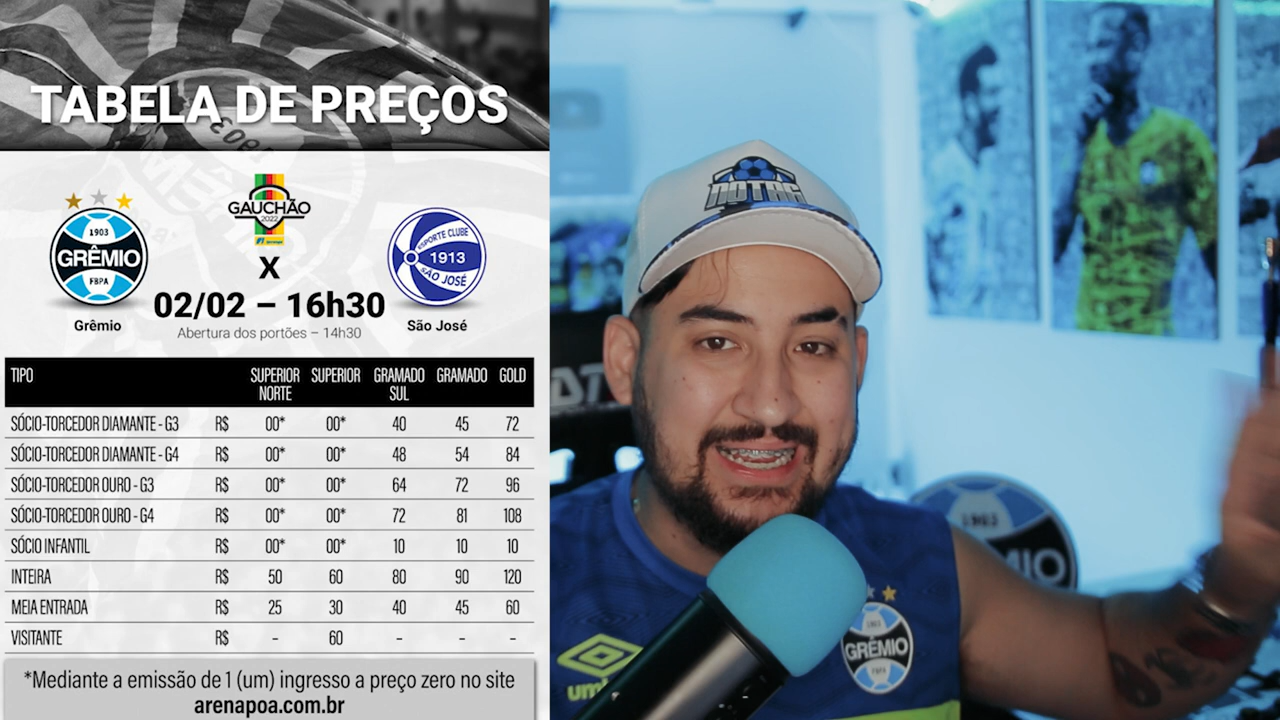 TABELA DE PREÇOS
1903
GRÊMIO
FBPA
Grêmio
GAUCHÃO
2022
X
02/02 – 16h30
Abertura dos portões – 14h30
ESPORTE CLUBE
1913
SÃO JOSÉ
São José
TIPO SUPERIOR NORTE SUPERIOR GRAMADO SUL GRAMADO GOLD
SÓCIO-TORCEDOR DIAMANTE - G3 R$ 00* 00* 40 45 72
SÓCIO-TORCEDOR DIAMANTE - G4 R$ 00* 00* 48 54 84
SÓCIO-TORCEDOR OURO - G3 R$ 00* 00* 64 72 96
SÓCIO-TORCEDOR OURO - G4 R$ 00* 00* 72 81 108
SÓCIO INFANTIL R$ 00* 00* 10 10 10
INTEIRA R$ 50 60 80 90 120
MEIA ENTRADA R$ 25 30 40 45 60
VISITANTE R$ – 60 – – –
*Mediante a emissão de 1 (um) ingresso a preço zero no site
arenapoa.com.br
1903
GRÊMIO
FBPA
1903